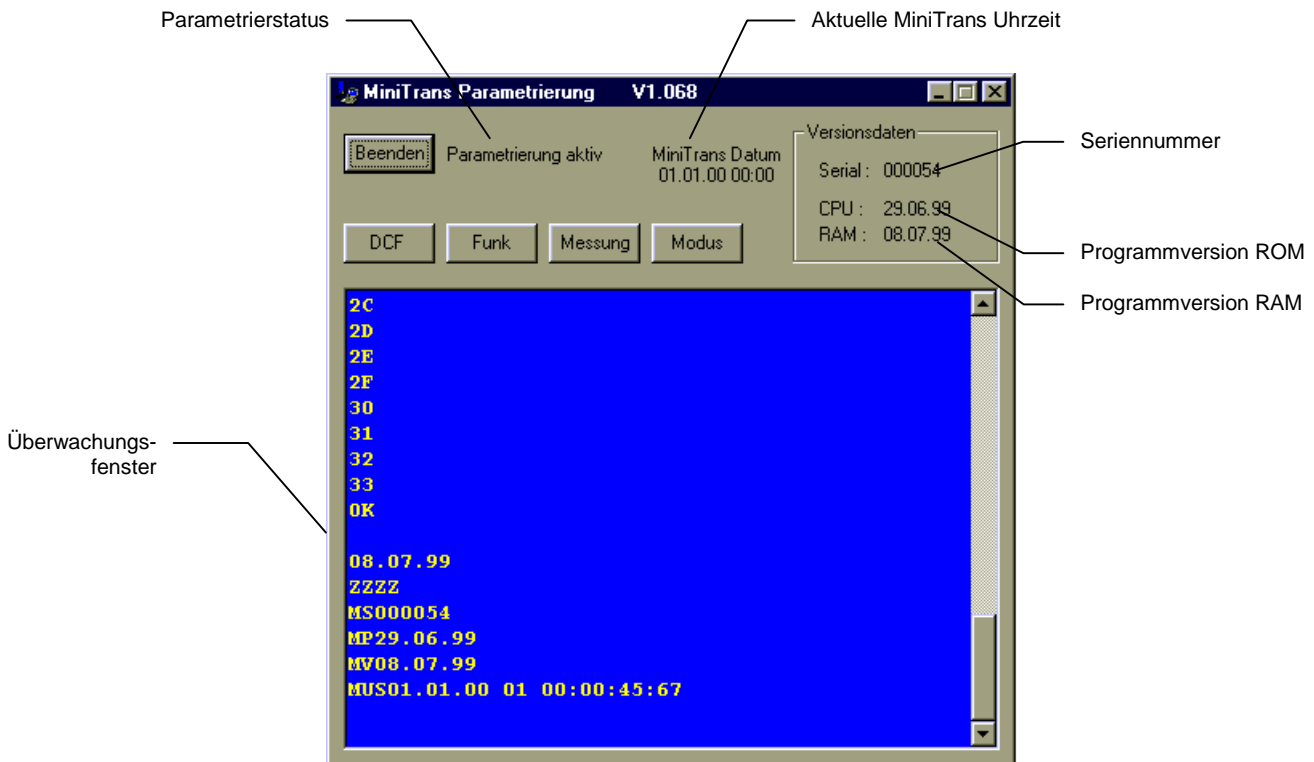 Parametrierstatus
Aktuelle MiniTrans Uhrzeit
MiniTrans Parametrierung V1.068
Versionsdaten
Beenden
Parametrierung aktiv
MiniTrans Datum
01.01.00 00:00
Serial : 000054
Seriennummer
CPU : 29.06.99
RAM : 08.07.99
DCF
Funk
Messung
Modus
Programmversion ROM
Programmversion RAM
2C
2D
2E
2F
30
31
32
33
OK
08.07.99
ZZZZ
MS000054
MP29.06.99
MV08.07.99
MUS01.01.00 01 00:00:45:67
Überwachungs-
fenster